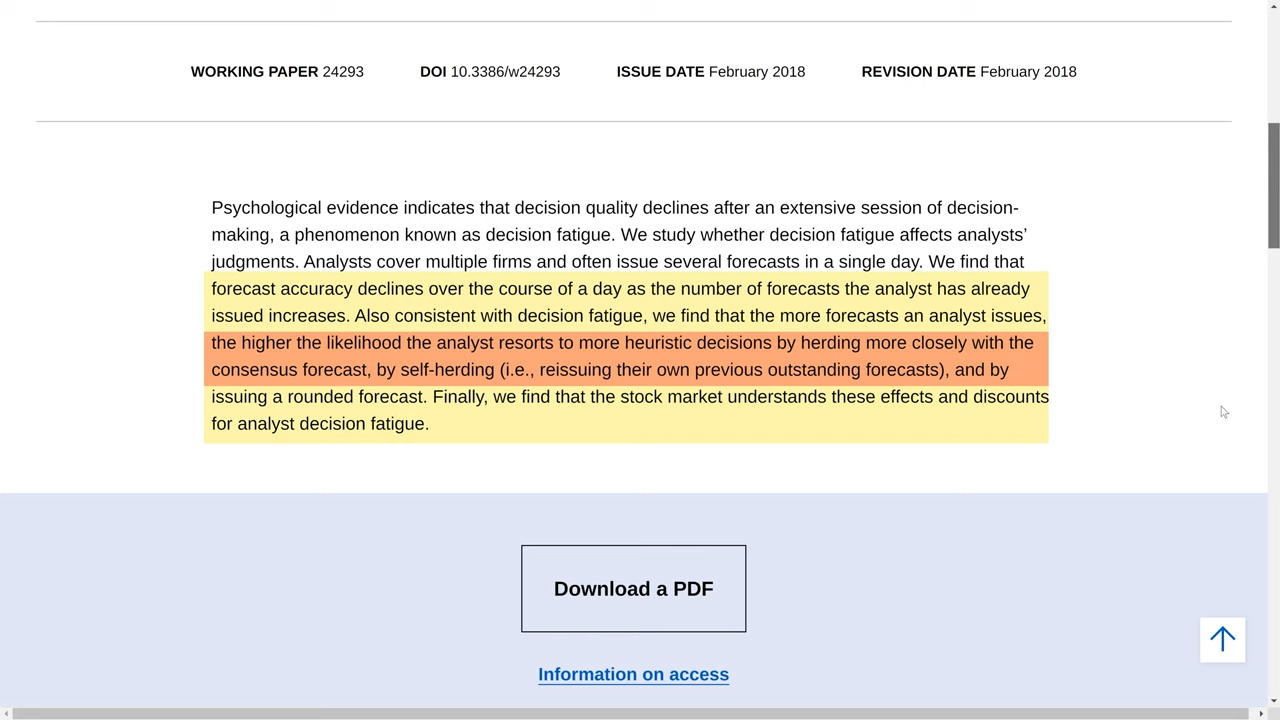 WORKING PAPER 24293 DOI 10.3386/w24293 ISSUE DATE February 2018 REVISION DATE February 2018
Psychological evidence indicates that decision quality declines after an extensive session of decision-
making, a phenomenon known as decision fatigue. We study whether decision fatigue affects analysts’
judgments. Analysts cover multiple firms and often issue several forecasts in a single day. We find that
forecast accuracy declines over the course of a day as the number of forecasts the analyst has already
issued increases. Also consistent with decision fatigue, we find that the more forecasts an analyst issues,
the higher the likelihood the analyst resorts to more heuristic decisions by herding more closely with the
consensus forecast, by self-herding (i.e., reissuing their own previous outstanding forecasts), and by
issuing a rounded forecast. Finally, we find that the stock market understands these effects and discounts
for analyst decision fatigue.
Download a PDF
Information on access